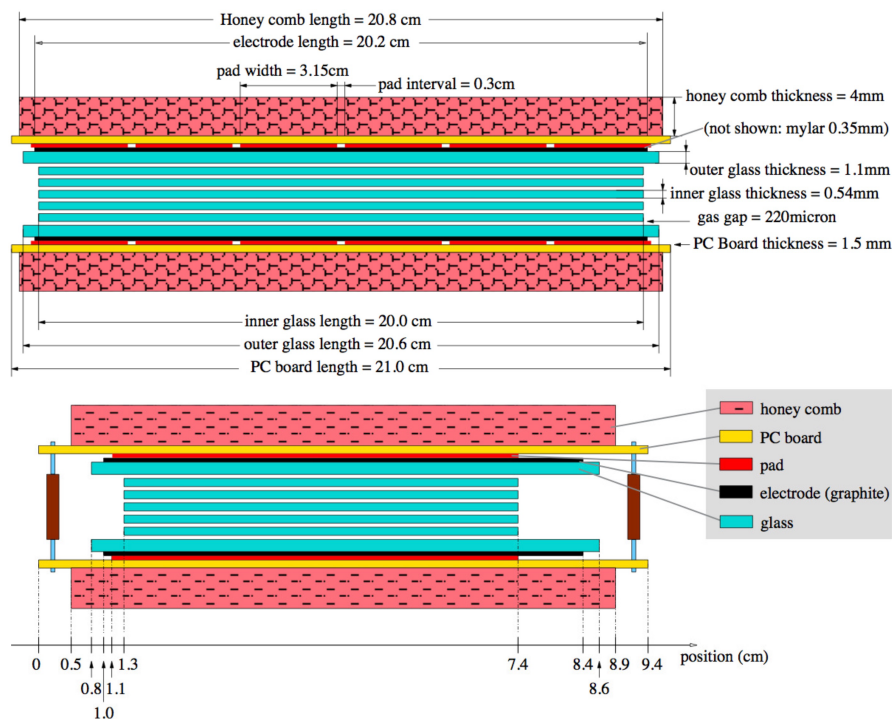 Honey comb length = 20.8 cm
electrode length = 20.2 cm
pad width = 3.15cm
pad interval = 0.3cm
honey comb thickness = 4mm
(not shown: mylar 0.35mm)
outer glass thickness = 1.1mm
inner glass thickness = 0.54mm
gas gap = 220micron
PC Board thickness = 1.5 mm
inner glass length = 20.0 cm
outer glass length = 20.6 cm
PC board length = 21.0 cm
honey comb
PC board
pad
electrode (graphite)
glass
0 0.5 1.3 7.4 8.4 8.9 9.4 position (cm)
0.8 1.1 8.6
1.0